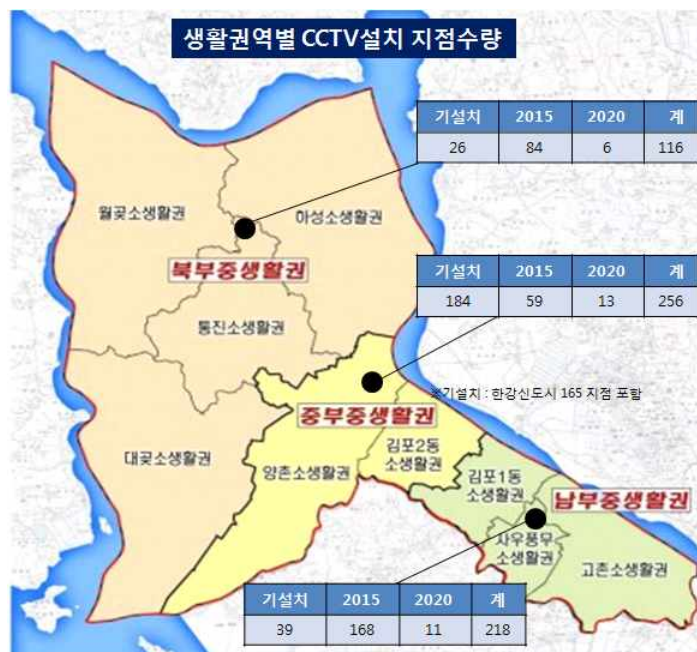 생활권역별 CCTV설치 지점수량
기설치 2015 2020 계
26 84 6 116
월곶소생활권
하성소생활권
북부중생활권
통진소생활권
기설치 2015 2020 계
184 59 13 256
※기설치 : 한강신도시 165 지점 포함
중부중생활권
대곶소생활권
양촌소생활권
김포2동
소생활권
김포1동
소생활권
남부중생활권
사우풍무
소생활권
고촌소생활권
기설치 2015 2020 계
39 168 11 218